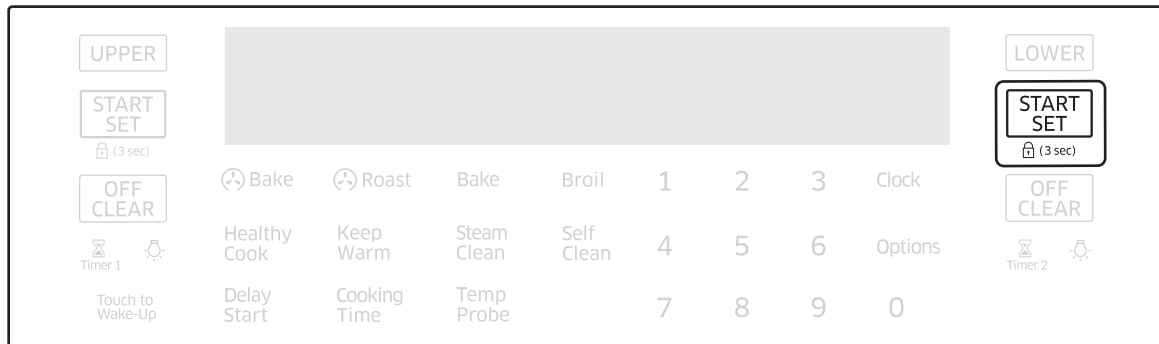 UPPER
LOWER
START
SET
(3 sec)
START
SET
(3 sec)
OFF
CLEAR
OFF
CLEAR
Timer 1
Timer 2
Touch to
Wake-Up
Bake
Roast
Bake
Broil
1
2
3
Clock
Healthy
Cook
Keep
Warm
Steam
Clean
Self
Clean
4
5
6
Options
Delay
Start
Cooking
Time
Temp
Probe
7
8
9
0